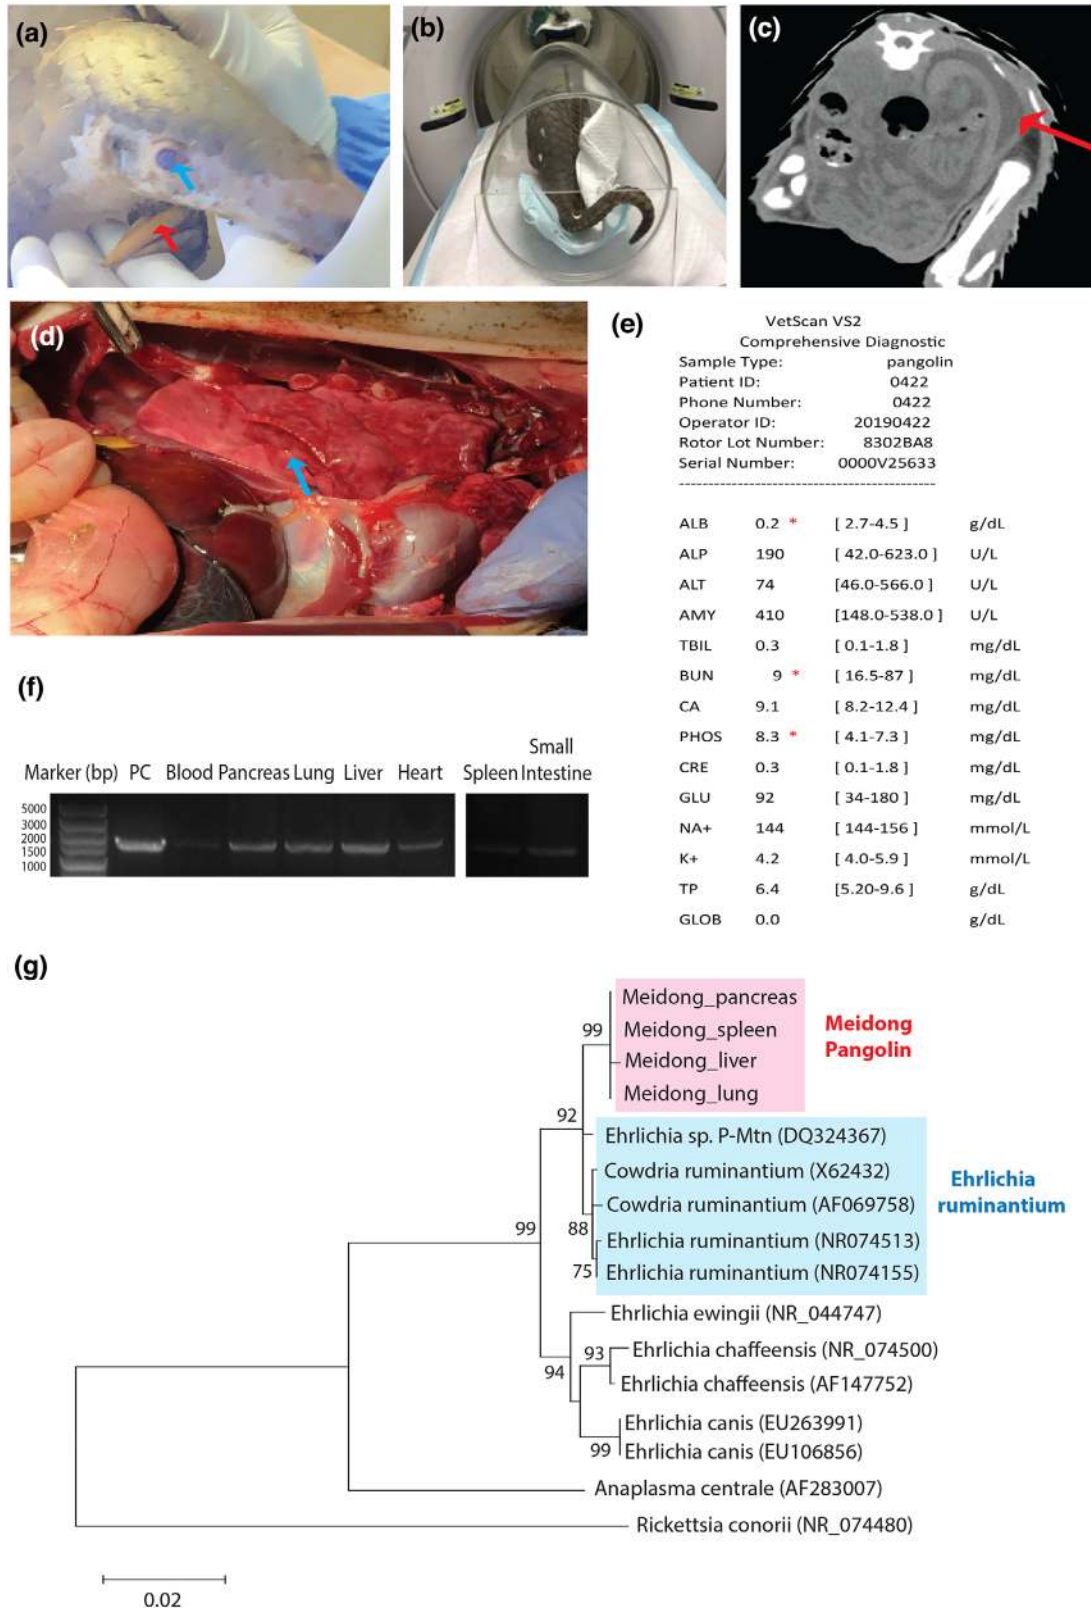 (a)
(b)
(c)
(d)
(e)
VetScan VS2
Comprehensive Diagnostic
Sample Type: pangolin
Patient ID: 0422
Phone Number: 0422
Operator ID: 20190422
Rotor Lot Number: 8302BA8
Serial Number: 0000V25633
--------------------------------------------
ALB 0.2 * [ 2.7-4.5 ] g/dL
ALP 190 [ 42.0-623.0 ] U/L
ALT 74 [46.0-566.0 ] U/L
AMY 410 [148.0-538.0 ] U/L
TBIL 0.3 [ 0.1-1.8 ] mg/dL
BUN 9 * [ 16.5-87 ] mg/dL
CA 9.1 [ 8.2-12.4 ] mg/dL
PHOS 8.3 * [ 4.1-7.3 ] mg/dL
CRE 0.3 [ 0.1-1.8 ] mg/dL
GLU 92 [ 34-180 ] mg/dL
NA+ 144 [ 144-156 ] mmol/L
K+ 4.2 [ 4.0-5.9 ] mmol/L
TP 6.4 [5.20-9.6 ] g/dL
GLOB 0.0 g/dL
(f)
Small
Marker (bp) PC Blood Pancreas Lung Liver Heart Spleen Intestine
5000
3000
2000
1500
1000
(g)
Meidong_pancreas
Meidong_spleen
Meidong_liver
Meidong_lung
Meidong
Pangolin
99
92
Ehrlichia sp. P-Mtn (DQ324367)
Cowdria ruminantium (X62432)
Cowdria ruminantium (AF069758)
Ehrlichia ruminantium (NR074513)
Ehrlichia ruminantium (NR074155)
Ehrlichia
ruminantium
99
88
75
Ehrlichia ewingii (NR_044747)
Ehrlichia chaffeensis (NR_074500)
Ehrlichia chaffeensis (AF147752)
93
94
Ehrlichia canis (EU263991)
Ehrlichia canis (EU106856)
99
Anaplasma centrale (AF283007)
Rickettsia conorii (NR_074480)
0.02